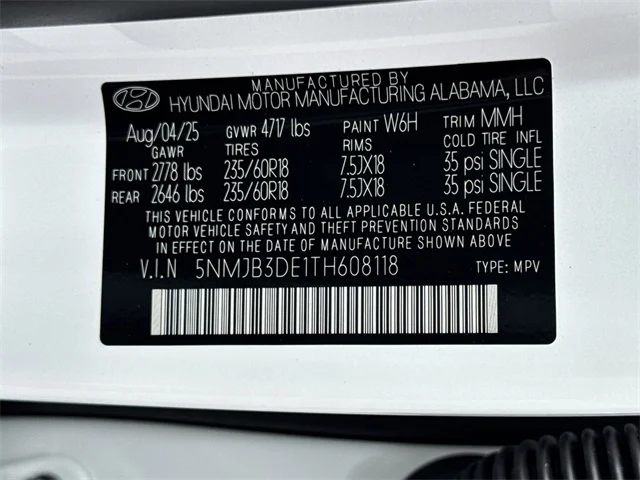 MANUFACTURED BY
HYUNDAI MOTOR MANUFACTURING ALABAMA, LLC
Aug/04/25 GVWR 4717 lbs PAINT W6H TRIM MMH
GAWR TIRES RIMS COLD TIRE INFL
FRONT 2778 lbs 235/60R18 7.5JX18 35 psi SINGLE
REAR 2646 lbs 235/60R18 7.5JX18 35 psi SINGLE
THIS VEHICLE CONFORMS TO ALL APPLICABLE U.S.A. FEDERAL
MOTOR VEHICLE SAFETY, BUMPER, AND THEFT PREVENTION STANDARDS
IN EFFECT ON THE DATE OF MANUFACTURE SHOWN ABOVE.
V.I.N 5NMJB3DE1TH608118 TYPE: MPV